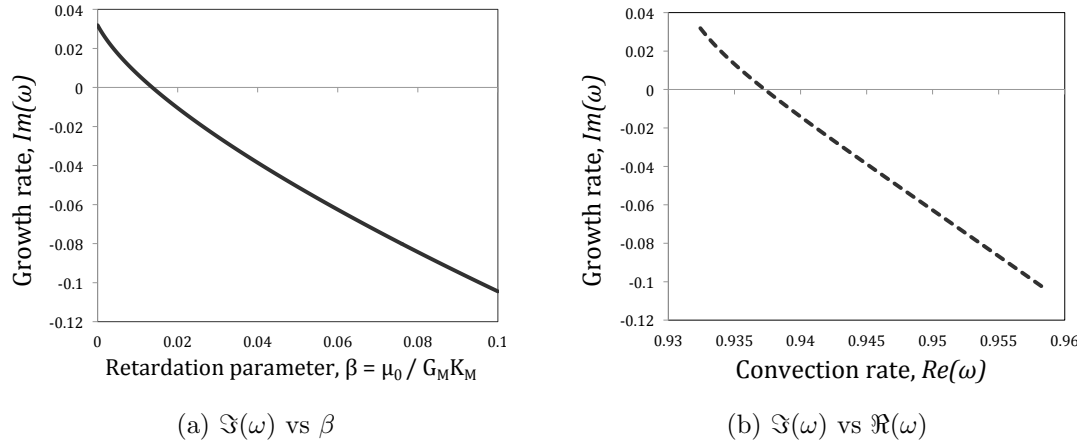 0.04
0.02
0
-0.02
-0.04
-0.06
-0.08
-0.1
-0.12
Growth rate, Im(ω)
0 0.02 0.04 0.06 0.08 0.1
Retardation parameter, β = μ₀ / G_MK_M
(a) ℑ(ω) vs β
0.04
0.02
0
-0.02
-0.04
-0.06
-0.08
-0.1
-0.12
Growth rate, Im(ω)
0.93 0.935 0.94 0.945 0.95 0.955 0.96
Convection rate, Re(ω)
(b) ℑ(ω) vs ℜ(ω)